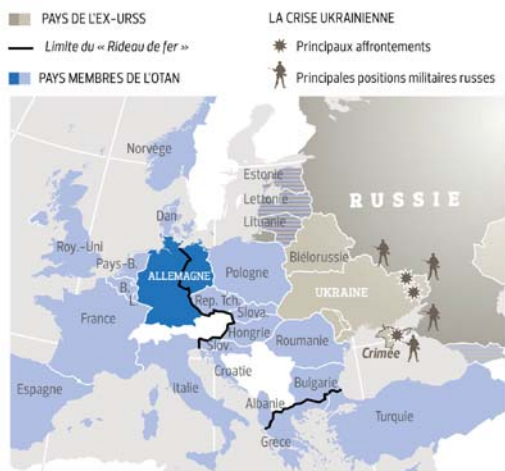 PAYS DE L'EX-URSS
Limite du « Rideau de fer »
PAYS MEMBRES DE L'OTAN
LA CRISE UKRAINIENNE
Principaux affrontements
Principales positions militaires russes
Norvège
Estonie
Lettonie
Lituanie
RUSSIE
Dan
Roy.-Uni
Biélorussie
Pays-B.
ALLEMAGNE
Pologne
B.
L.
UKRAINE
Rep. Tch.
Slova.
France
Hongrie
Slov.
Roumanie
Crimée
Croatie
Italie
Bulgarie
Espagne
Albanie
Turquie
Grece